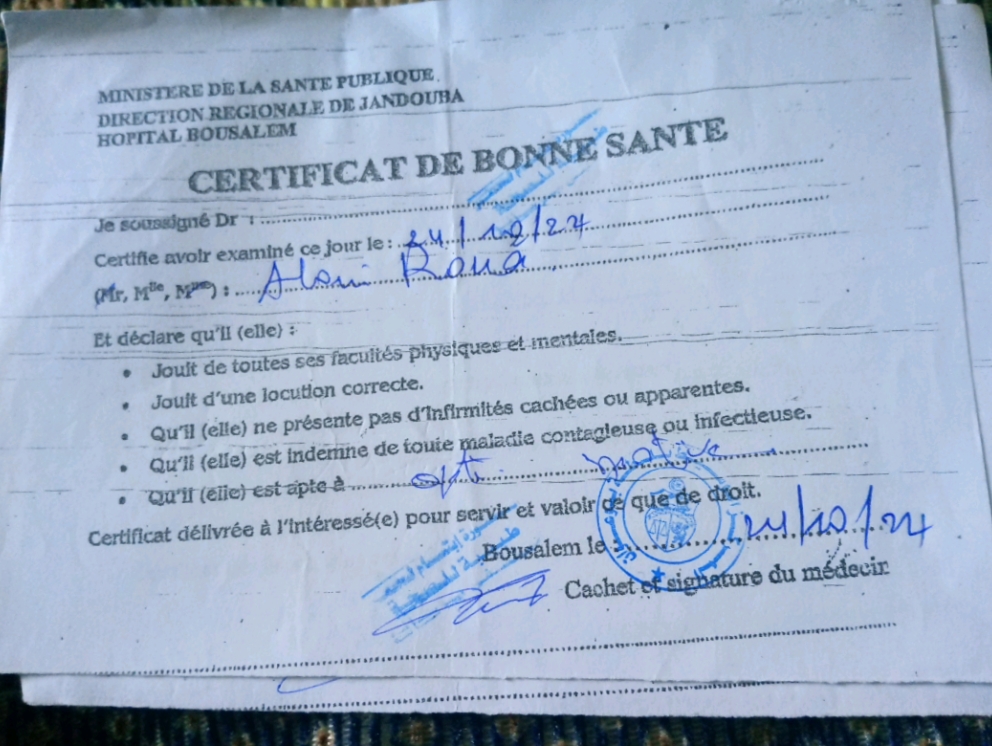 MINISTERE DE LA SANTE PUBLIQUE
DIRECTION REGIONALE DE JANDOUBA
HOPITAL BOUSALEM
CERTIFICAT DE BONNE SANTE
Je soussigné Dr :
Certifie avoir examiné ce jour le : 24/10/24
(Mr, Mlle, Mme) : Rana
Et déclare qu'il (elle) :
• Jouit de toutes ses facultés physiques et mentales.
• Jouit d'une locution correcte.
• Qu'il (elle) ne présente pas d'infirmités cachées ou apparentes.
• Qu'il (elle) est indemne de toute maladie contagieuse ou infectieuse.
• Qu'il (elle) est apte à
Certificat délivrée à l'intéressé(e) pour servir et valoir ce que de droit.
Bousalem le : 24/10/24
Cachet et signature du médecin